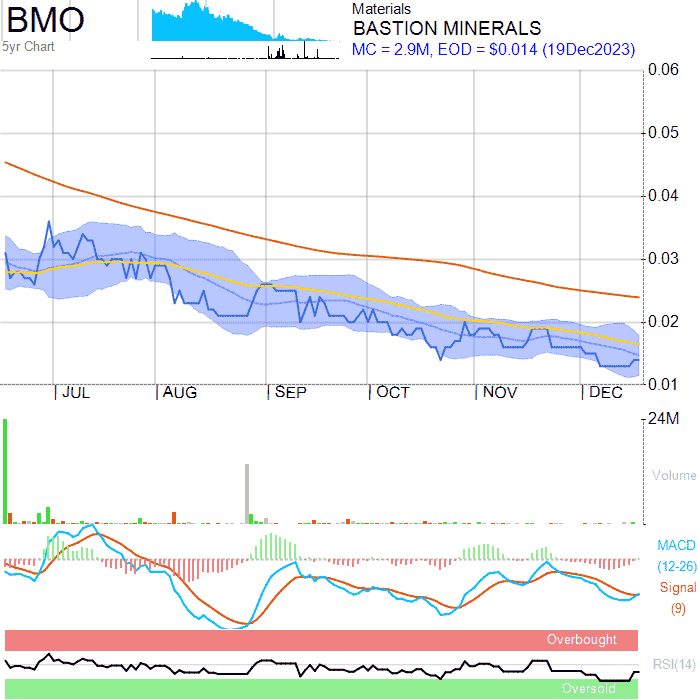 BMO
5yr Chart
Materials
BASTION MINERALS
MC = 2.9M, EOD = $0.014 (19Dec2023)
0.06
0.05
0.04
0.03
0.02
0.01
JUL
AUG
SEP
OCT
NOV
DEC
24M
Volume
MACD
(12-26)
Signal
(9)
Overbought
RSI(14)
Oversold